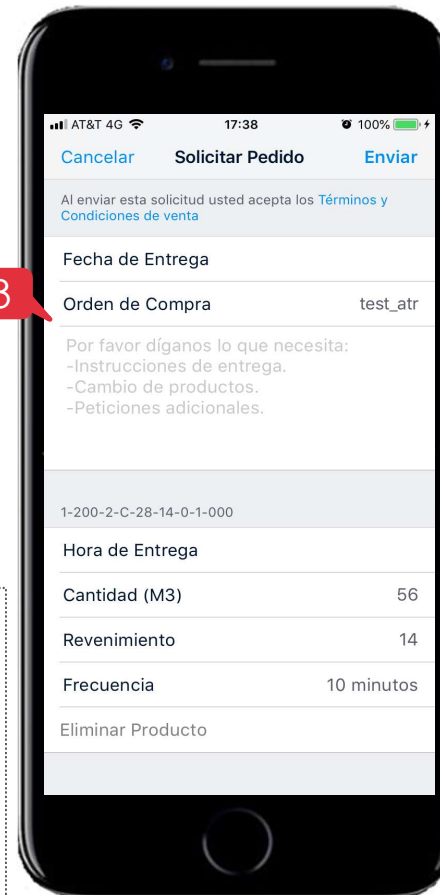 AT&T 4G 17:38 100%
Cancelar Solicitar Pedido Enviar
Al enviar esta solicitud usted acepta los Términos y
Condiciones de venta
Fecha de Entrega
3
Orden de Compra test_atr
Por favor díganos lo que necesita:
-Instrucciones de entrega.
-Cambio de productos.
-Peticiones adicionales.
1-200-2-C-28-14-0-1-000
Hora de Entrega
Cantidad (M3) 56
Revenimiento 14
Frecuencia 10 minutos
Eliminar Producto